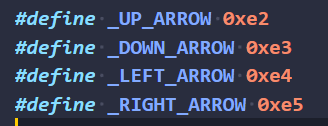 #define _UP_ARROW 0xe2
#define _DOWN_ARROW 0xe3
#define _LEFT_ARROW 0xe4
#define _RIGHT_ARROW 0xe5